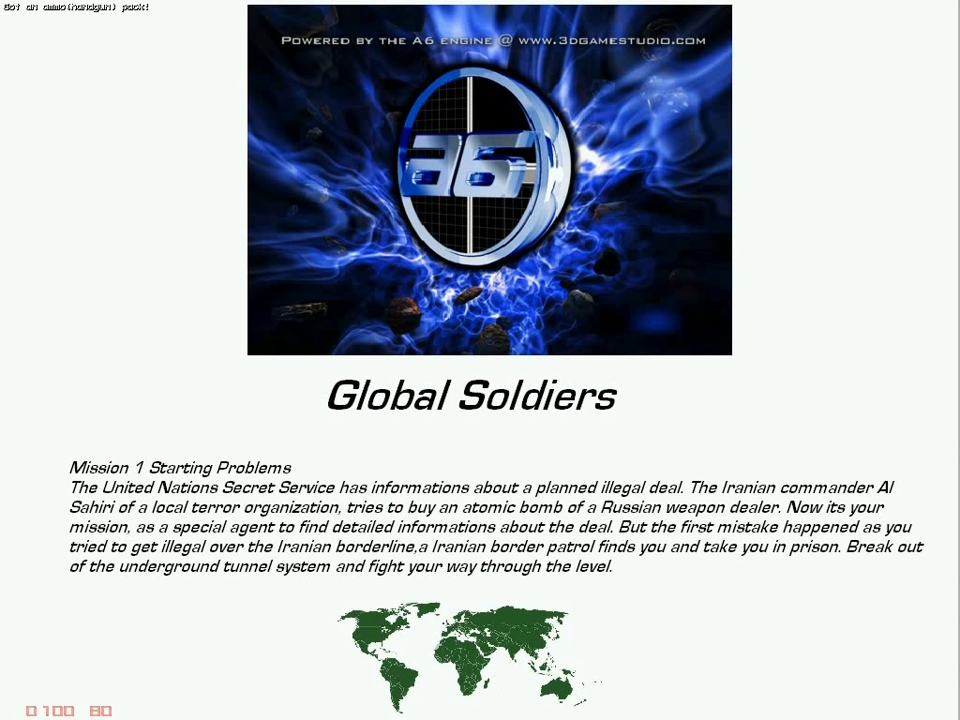 Got an ammo(handgun) pack!
POWERED BY THE A6 ENGINE @ WWW.3DGAMESTUDIO.COM
a6
Global Soldiers
Mission 1 Starting Problems
The United Nations Secret Service has informations about a planned illegal deal. The Iranian commander Al
Sahiri of a local terror organization, tries to buy an atomic bomb of a Russian weapon dealer. Now its your
mission, as a special agent to find detailed informations about the deal. But the first mistake happened as you
tried to get illegal over the Iranian borderline,a Iranian border patrol finds you and take you in prison. Break out
of the underground tunnel system and fight your way through the level.
0 100 80